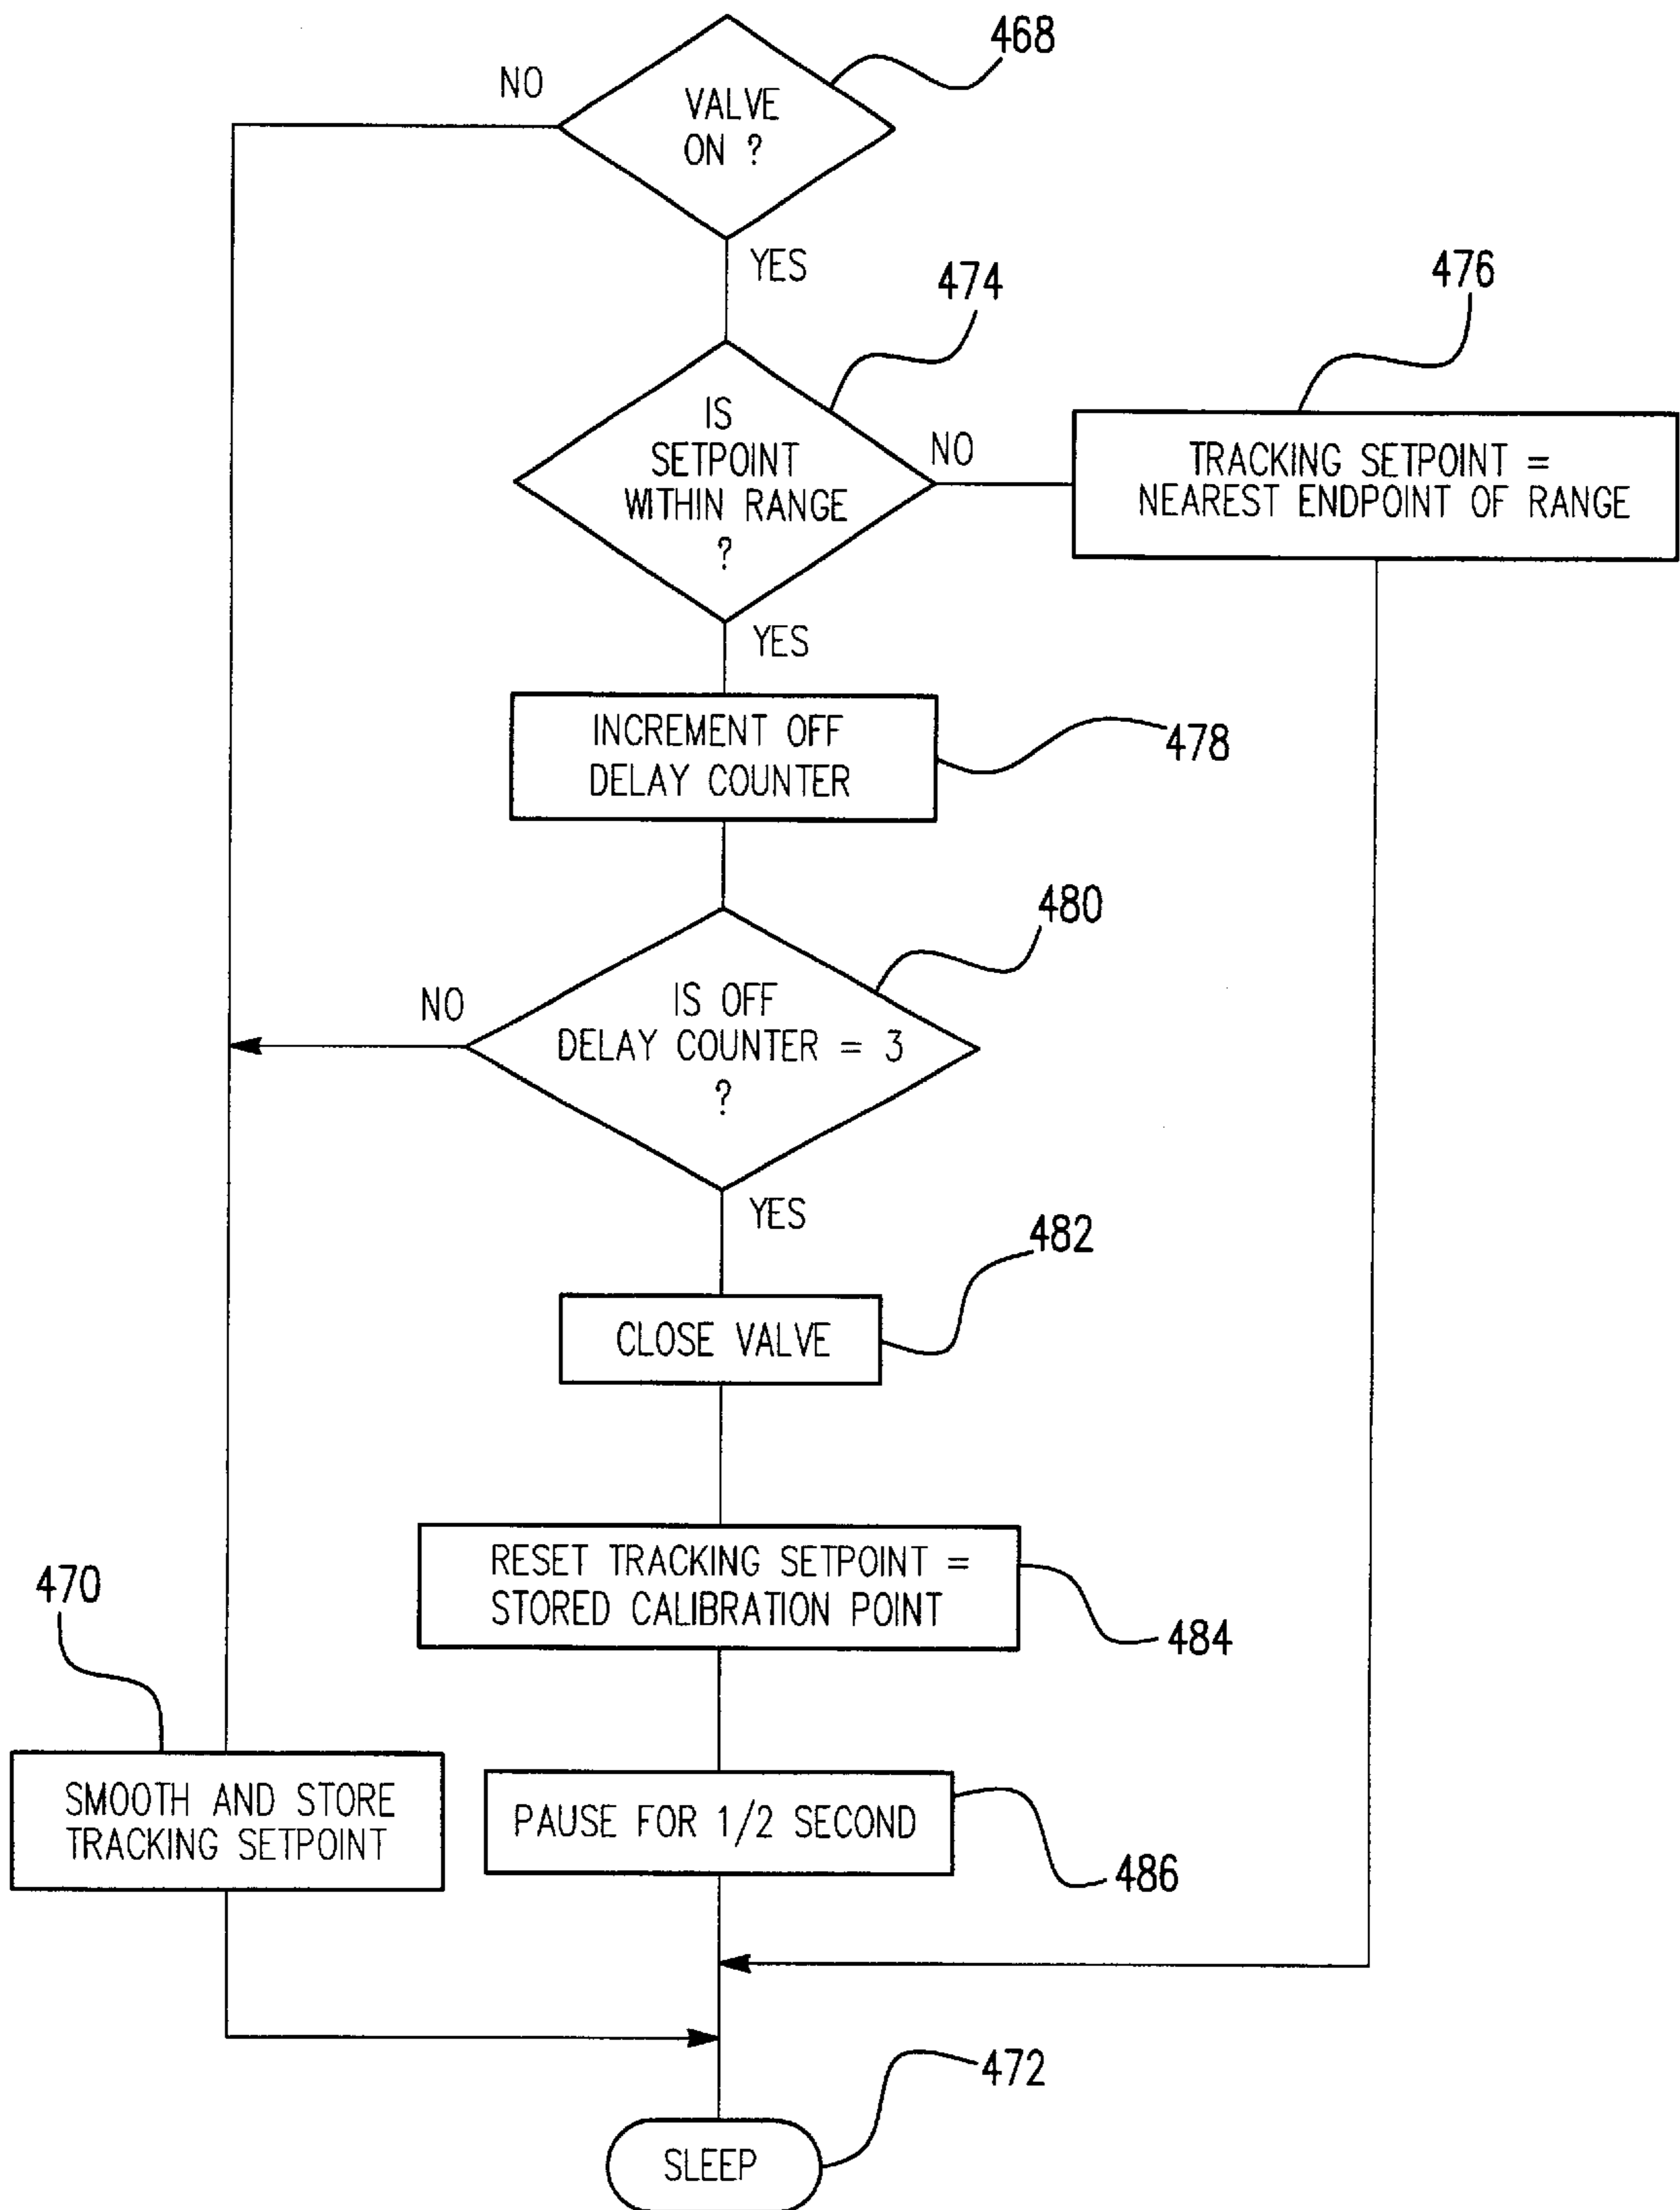 468
NO
VALVE
ON ?
YES
474
476
IS
SETPOINT
WITHIN RANGE
?
NO
TRACKING SETPOINT =
NEAREST ENDPOINT OF RANGE
YES
INCREMENT OFF
DELAY COUNTER
478
480
NO
IS OFF
DELAY COUNTER = 3
?
YES
482
CLOSE VALVE
RESET TRACKING SETPOINT =
STORED CALIBRATION POINT
484
470
SMOOTH AND STORE
TRACKING SETPOINT
PAUSE FOR 1/2 SECOND
486
472
SLEEP